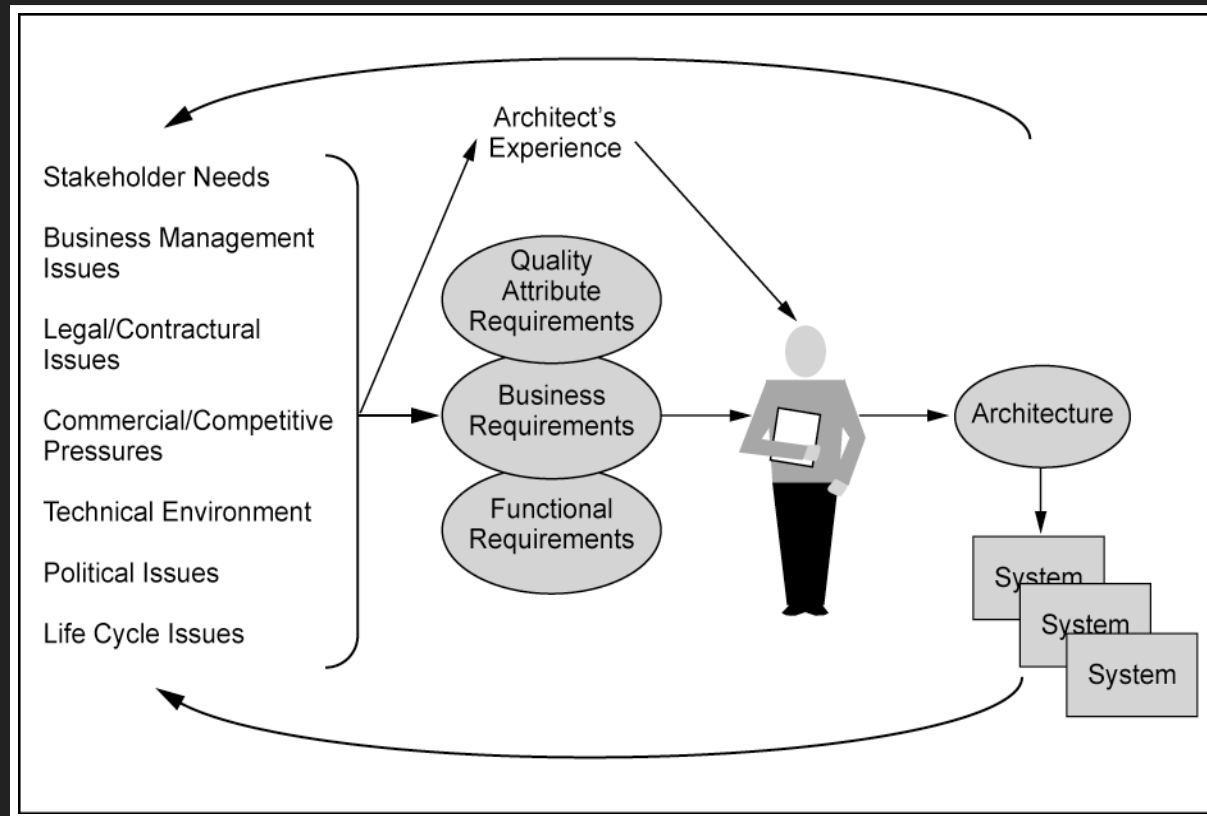 Architect's
Experience
Stakeholder Needs
Business Management
Issues
Legal/Contractural
Issues
Commercial/Competitive
Pressures
Technical Environment
Political Issues
Life Cycle Issues
Quality
Attribute
Requirements
Business
Requirements
Functional
Requirements
Architecture
System
System
System